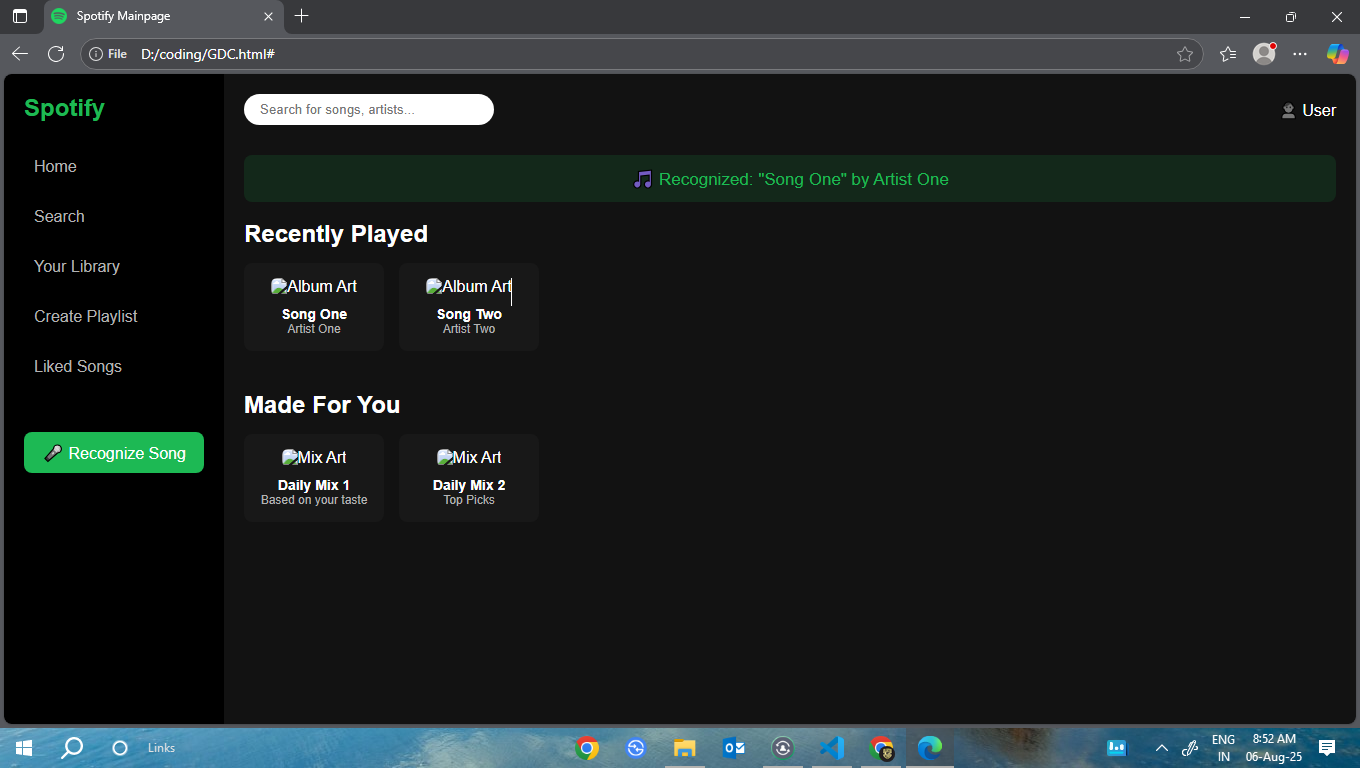 Spotify Mainpage
File D:/coding/GDC.html#
Spotify
Search for songs, artists...
User
Home
Search
Your Library
Create Playlist
Liked Songs
🎤 Recognize Song
🎵 Recognized: "Song One" by Artist One
Recently Played
Album Art
Song One
Artist One
Album Art
Song Two
Artist Two
Made For You
Mix Art
Daily Mix 1
Based on your taste
Mix Art
Daily Mix 2
Top Picks
Links
ENG
IN
8:52 AM
06-Aug-25